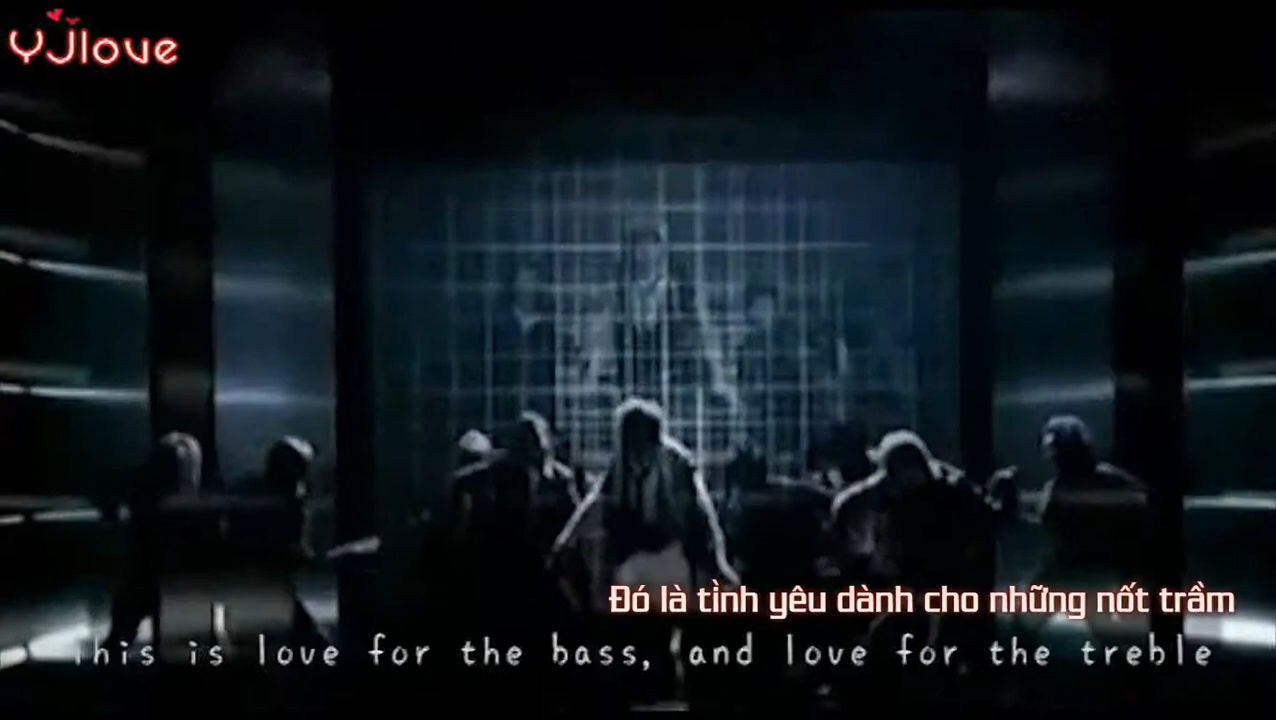 YJlove
Đó là tình yêu dành cho những nốt trầm
This is love for the bass, and love for the treble